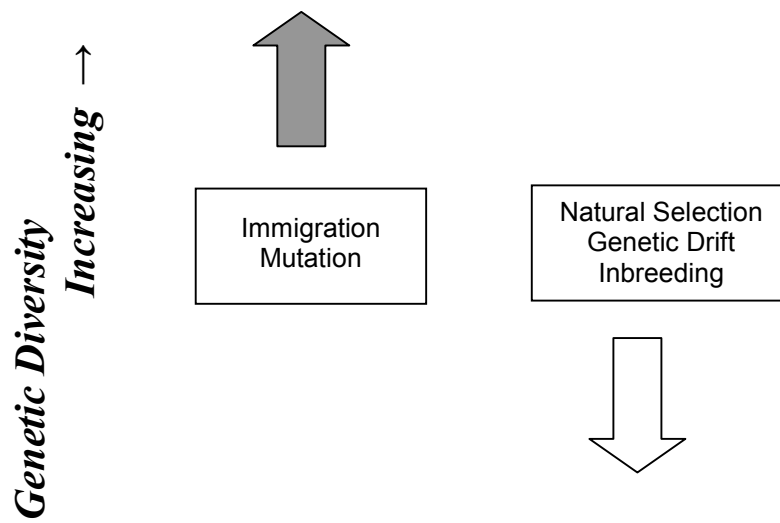 Genetic Diversity
Increasing →
Immigration
Mutation
Natural Selection
Genetic Drift
Inbreeding